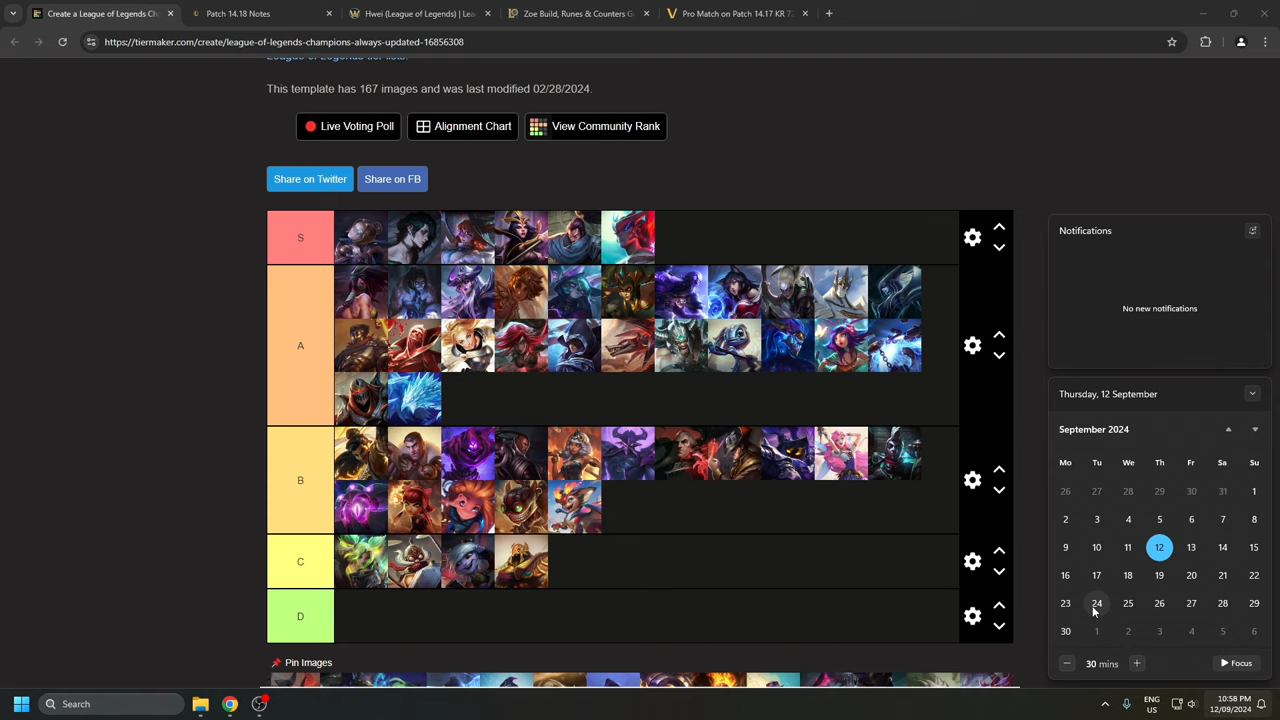 Create a League of Legends Ch
Patch 14.18 Notes
Hwei (League of Legends) | Lea
Zoe Build, Runes & Counters G
Pro Match on Patch 14.17 KR 7
https://tiermaker.com/create/league-of-legends-champions-always-updated-16856308
League of Legends tier lists.
This template has 167 images and was last modified 02/28/2024.
Live Voting Poll
Alignment Chart
View Community Rank
Share on Twitter
Share on FB
S
A
B
C
D
Pin Images
Notifications
No new notifications
Thursday, 12 September
September 2024
Mo Tu We Th Fr Sa Su
26 27 28 29 30 31 1
2 3 4 5 6 7 8
9 10 11 12 13 14 15
16 17 18 19 20 21 22
23 24 25 26 27 28 29
30 1 2 3 4 5 6
30 mins
Focus
Search
ENG
US
10:58 PM
12/09/2024